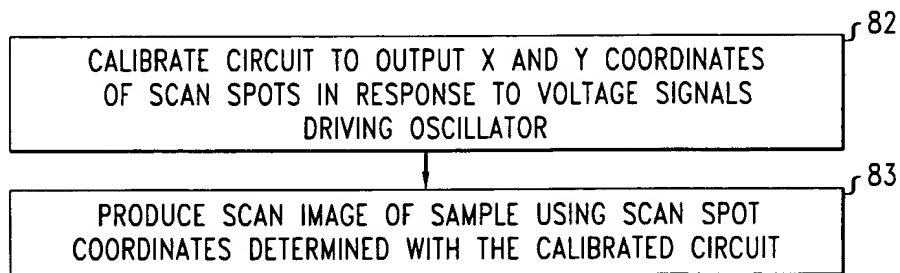 82
CALIBRATE CIRCUIT TO OUTPUT X AND Y COORDINATES
OF SCAN SPOTS IN RESPONSE TO VOLTAGE SIGNALS
DRIVING OSCILLATOR
83
PRODUCE SCAN IMAGE OF SAMPLE USING SCAN SPOT
COORDINATES DETERMINED WITH THE CALIBRATED CIRCUIT